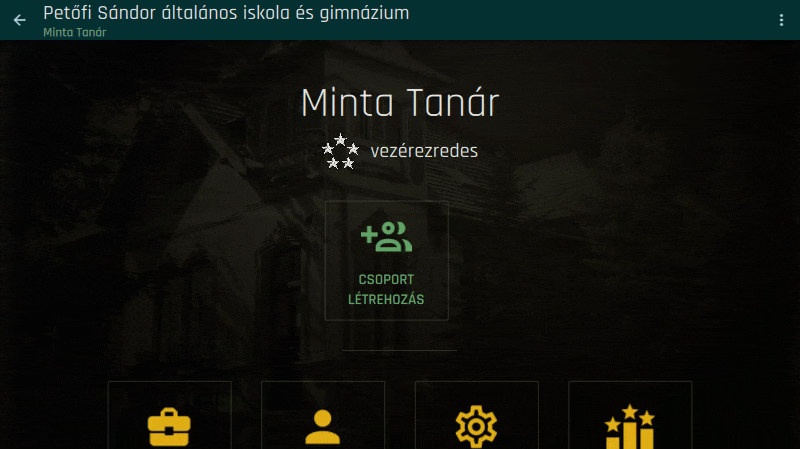 Petőfi Sándor általános iskola és gimnázium
Minta Tanár
Minta Tanár
vezérezredes
CSOPORT
LÉTREHOZÁS